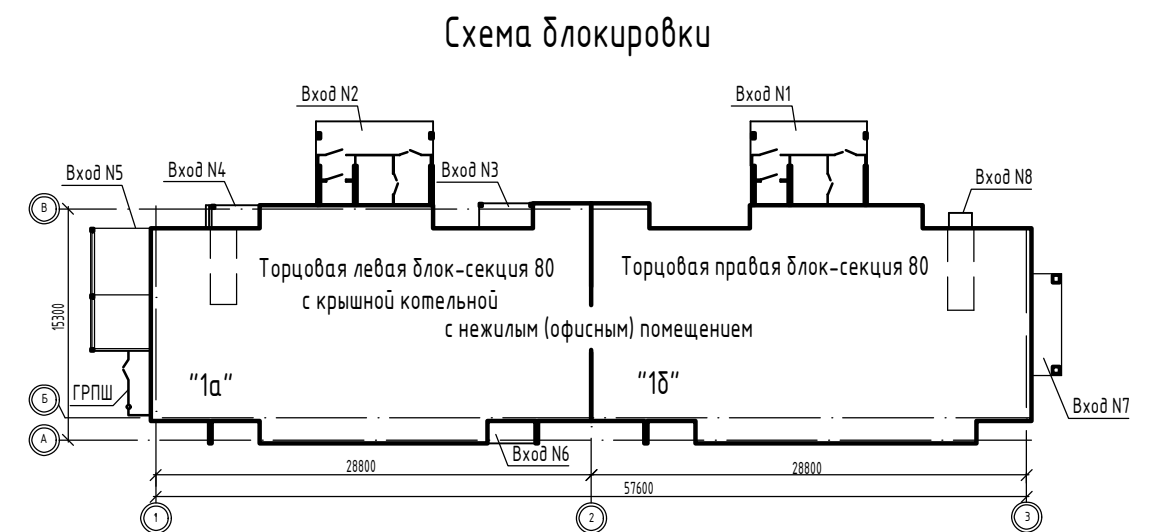 Схема блокировки
Вход N2
Вход N1
Вход N5
Вход N4
Вход N3
Вход N8
В
Торцовая левая блок-секция 80
с крышной котельной
Торцовая правая блок-секция 80
с нежилым (офисным) помещением
15300
"1а"
"1б"
ГРПШ
Б
А
Вход N7
Вход N6
28800
28800
57600
1
2
3